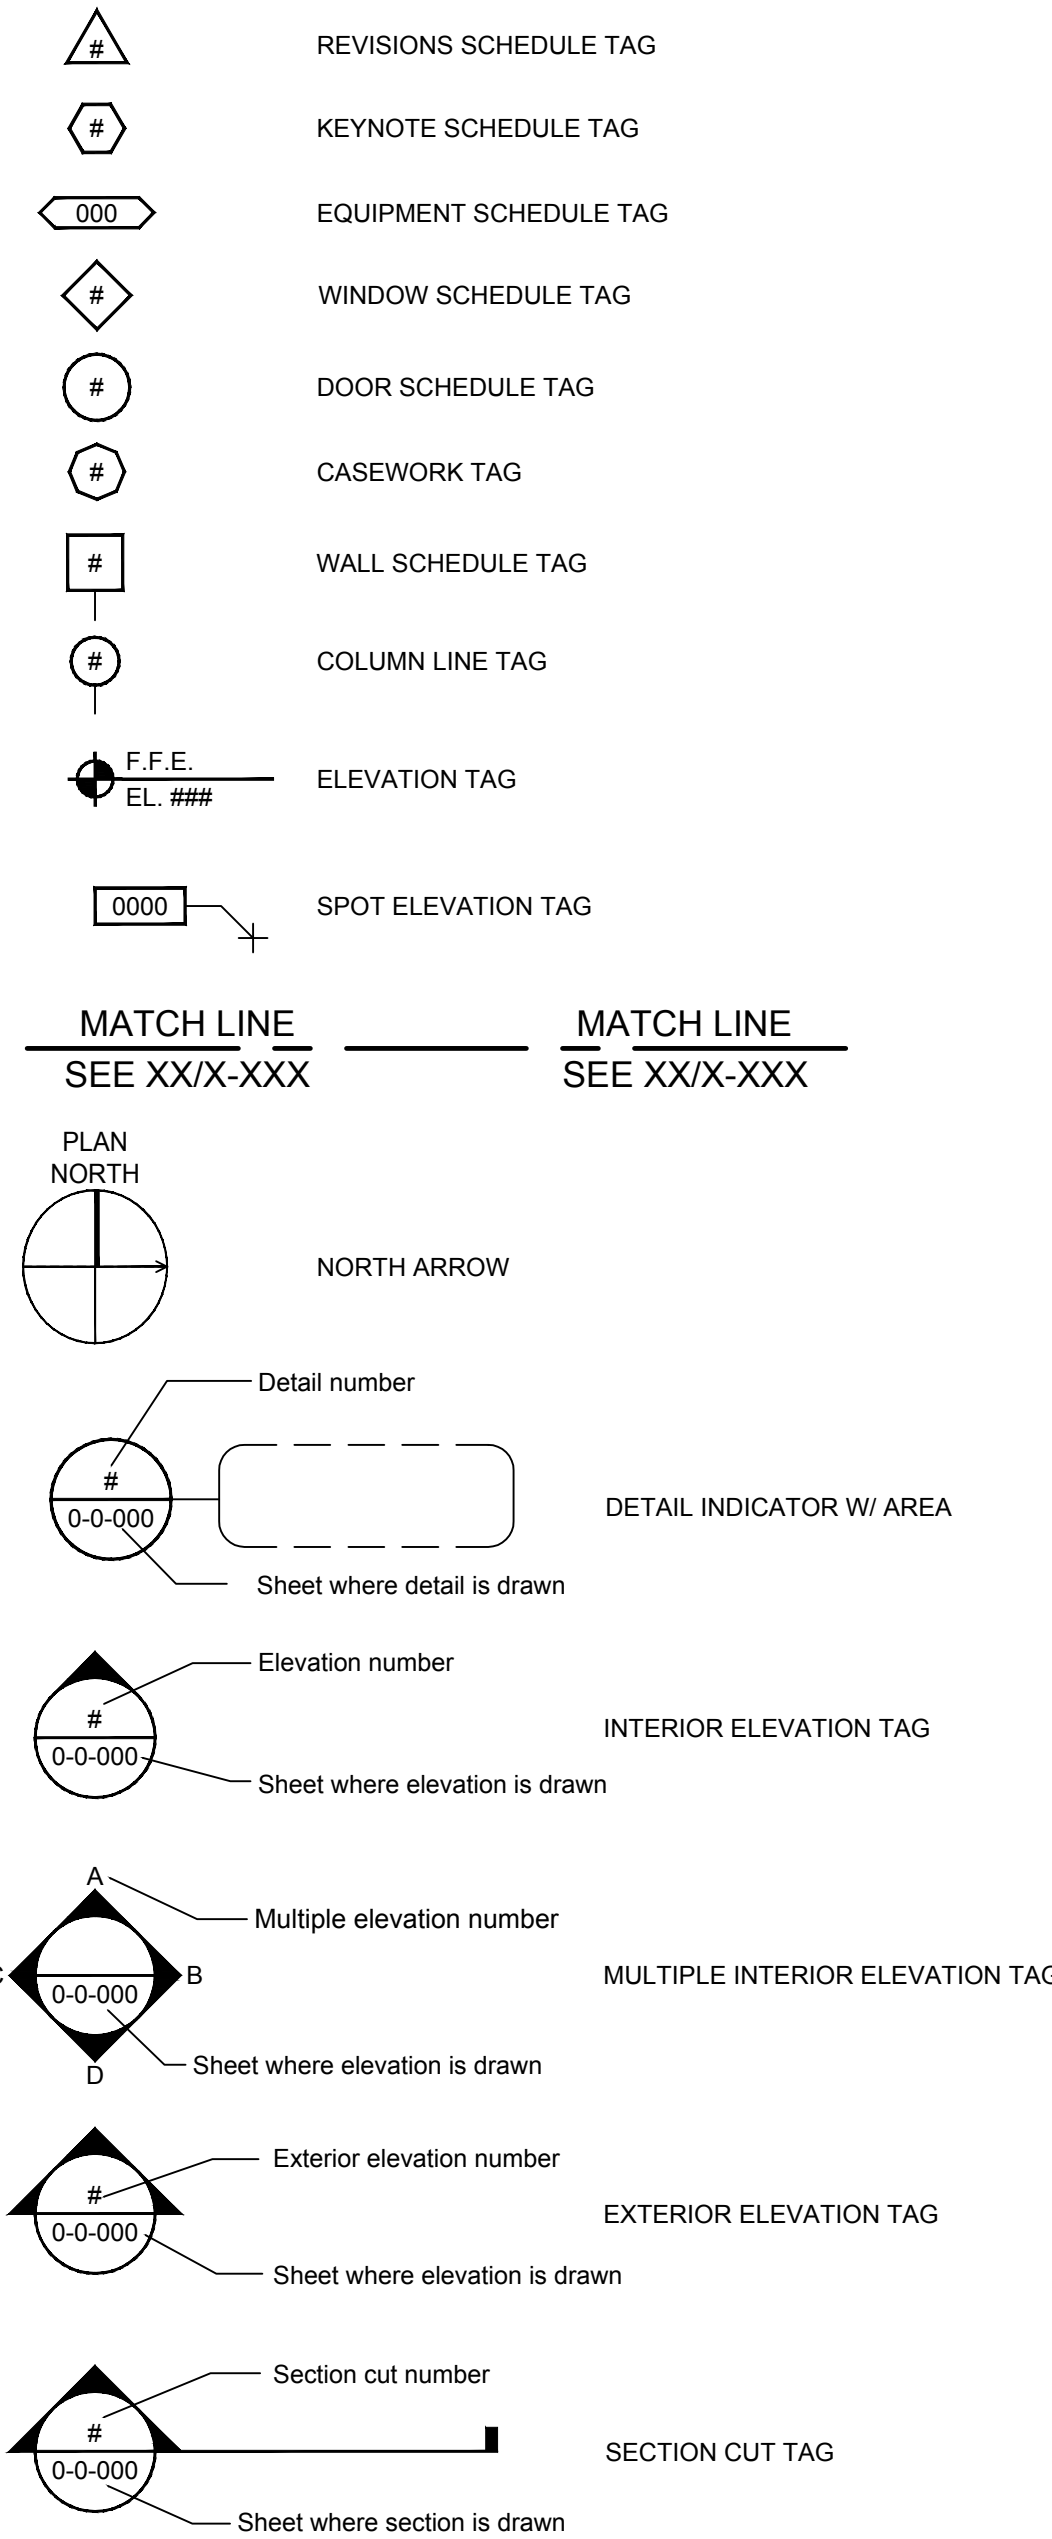 # REVISIONS SCHEDULE TAG
# KEYNOTE SCHEDULE TAG
000 EQUIPMENT SCHEDULE TAG
# WINDOW SCHEDULE TAG
# DOOR SCHEDULE TAG
# CASEWORK TAG
# WALL SCHEDULE TAG
# COLUMN LINE TAG
F.F.E.
EL. ###
ELEVATION TAG
0000 SPOT ELEVATION TAG
MATCH LINE MATCH LINE
SEE XX/X-XXX SEE XX/X-XXX
PLAN
NORTH
NORTH ARROW
Detail number
#
0-0-000
DETAIL INDICATOR W/ AREA
Sheet where detail is drawn
Elevation number
#
0-0-000
INTERIOR ELEVATION TAG
Sheet where elevation is drawn
A
Multiple elevation number
C B
MULTIPLE INTERIOR ELEVATION TAG
0-0-000
Sheet where elevation is drawn
D
Exterior elevation number
#
0-0-000
EXTERIOR ELEVATION TAG
Sheet where elevation is drawn
Section cut number
#
0-0-000
SECTION CUT TAG
Sheet where section is drawn